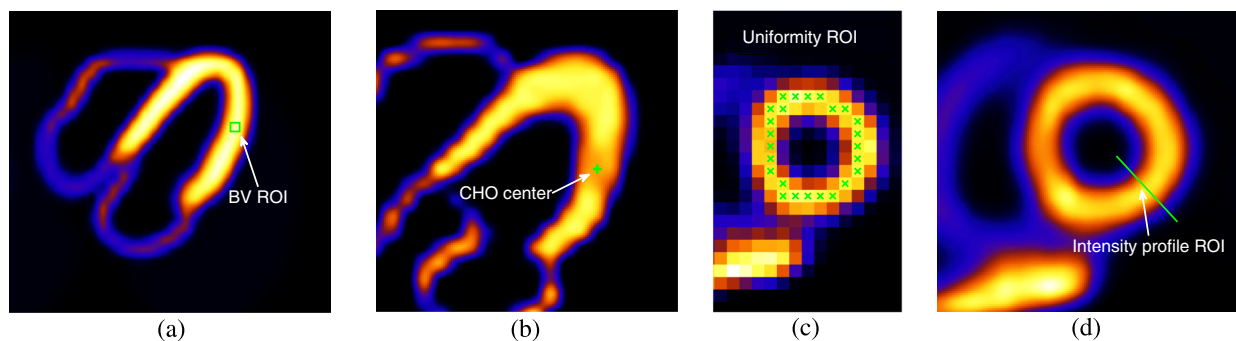 BV ROI
(a)
CHO center
(b)
Uniformity ROI
(c)
Intensity profile ROI
(d)